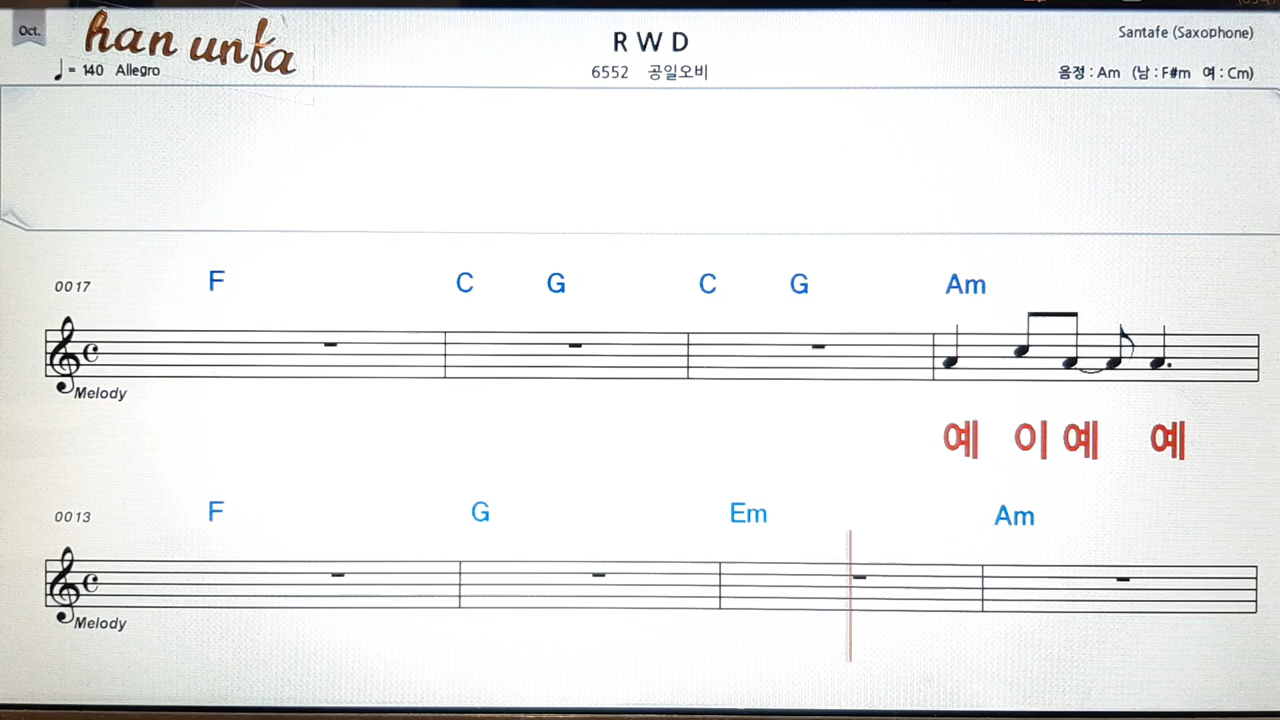 Oct.
han unfa
R W D
Santafe (Saxophone)
= 140 Allegro
6552 공일오비
음정 : Am (남 : F#m 여 : Cm)
0017 F C G C G Am
Melody
예 이 예 예
0013 F G Em Am
Melody